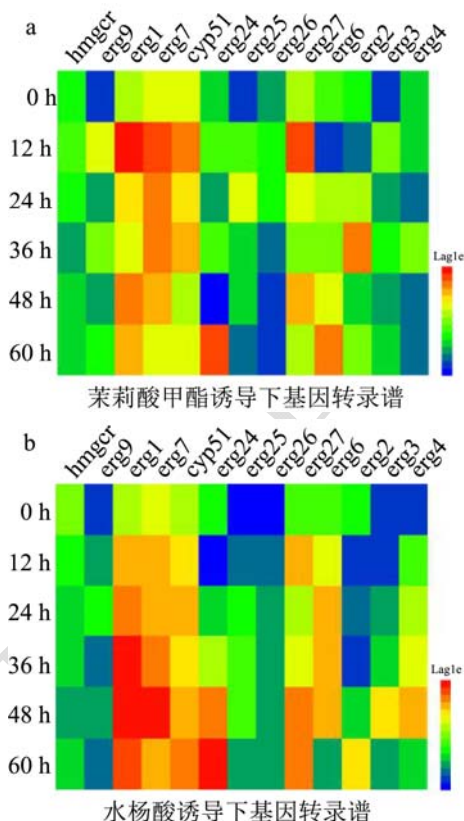 a
hmgcr erg9 erg1 erg7 cyp51 erg24 erg25 erg26 erg27 erg6 erg2 erg3 erg4
0 h
12 h
24 h
36 h
48 h
60 h
Lagle
茉莉酸甲酯诱导下基因转录谱
b
hmgcr erg9 erg1 erg7 cyp51 erg24 erg25 erg26 erg27 erg6 erg2 erg3 erg4
0 h
12 h
24 h
36 h
48 h
60 h
Lagle
水杨酸诱导下基因转录谱